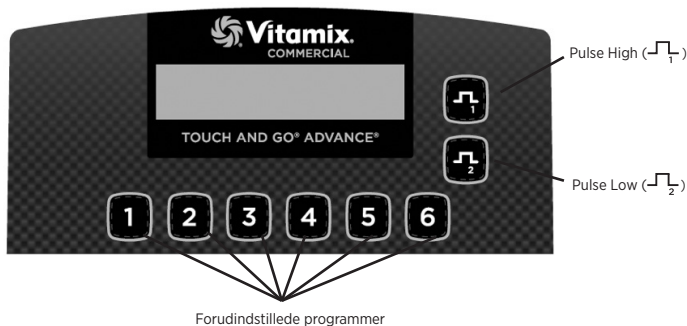 Vitamix.
COMMERCIAL
TOUCH AND GO® ADVANCE®
Pulse High (1)
1
Pulse Low (2)
2
1 2 3 4 5 6
Forudindstillede programmer